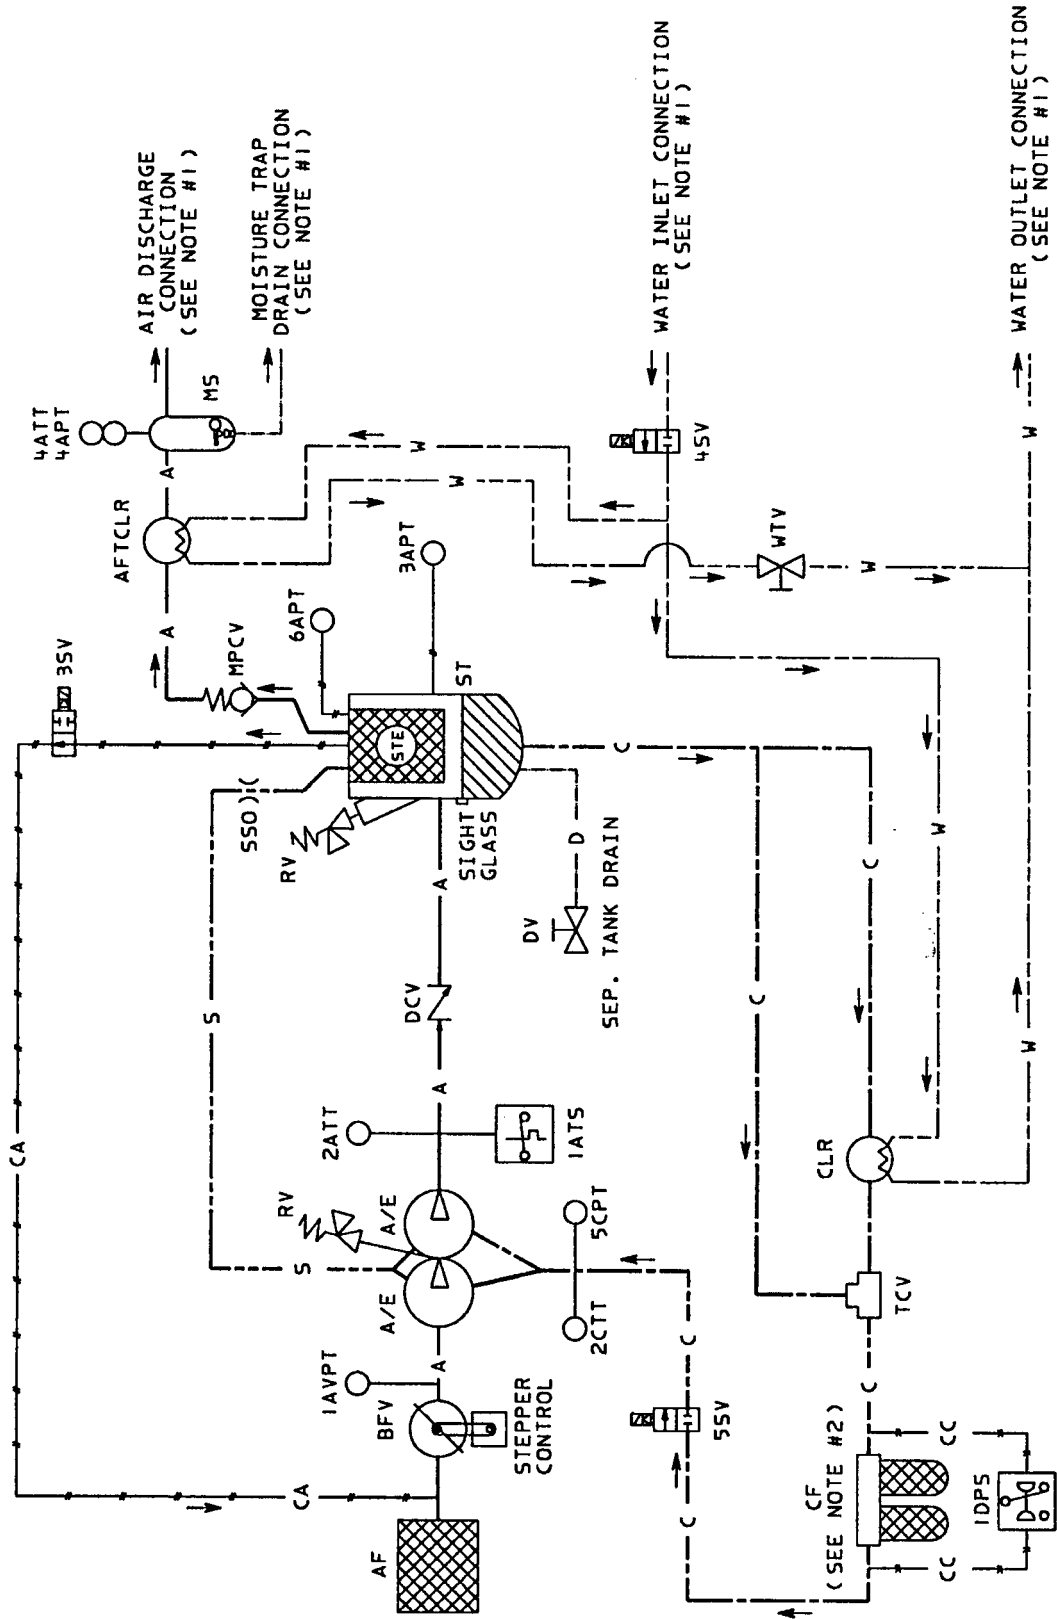 AIR DISCHARGE
CONNECTION
(SEE NOTE #1)
MOISTURE TRAP
DRAIN CONNECTION
(SEE NOTE #1)
WATER INLET CONNECTION
(SEE NOTE #1)
WATER OUTLET CONNECTION
(SEE NOTE #1)
4ATT
4APT
MS
A
AFTCLR
A
W
W
4SV
WTV
W
W
3SV
MPCV
6APT
3APT
ST
STE
SSO
RV
SIGHT
GLASS
C
D
DV
SEP. TANK DRAIN
A
DCV
A
S
CA
C
C
W
W
2ATT
1ATS
RV
A/E
A/E
S
5CPT
2CTT
CLR
TCV
C
C
1AVPT
BFV
A
STEPPER
CONTROL
5SV
C
CA
AF
CF
(SEE NOTE #2)
CC
CC
1DPS